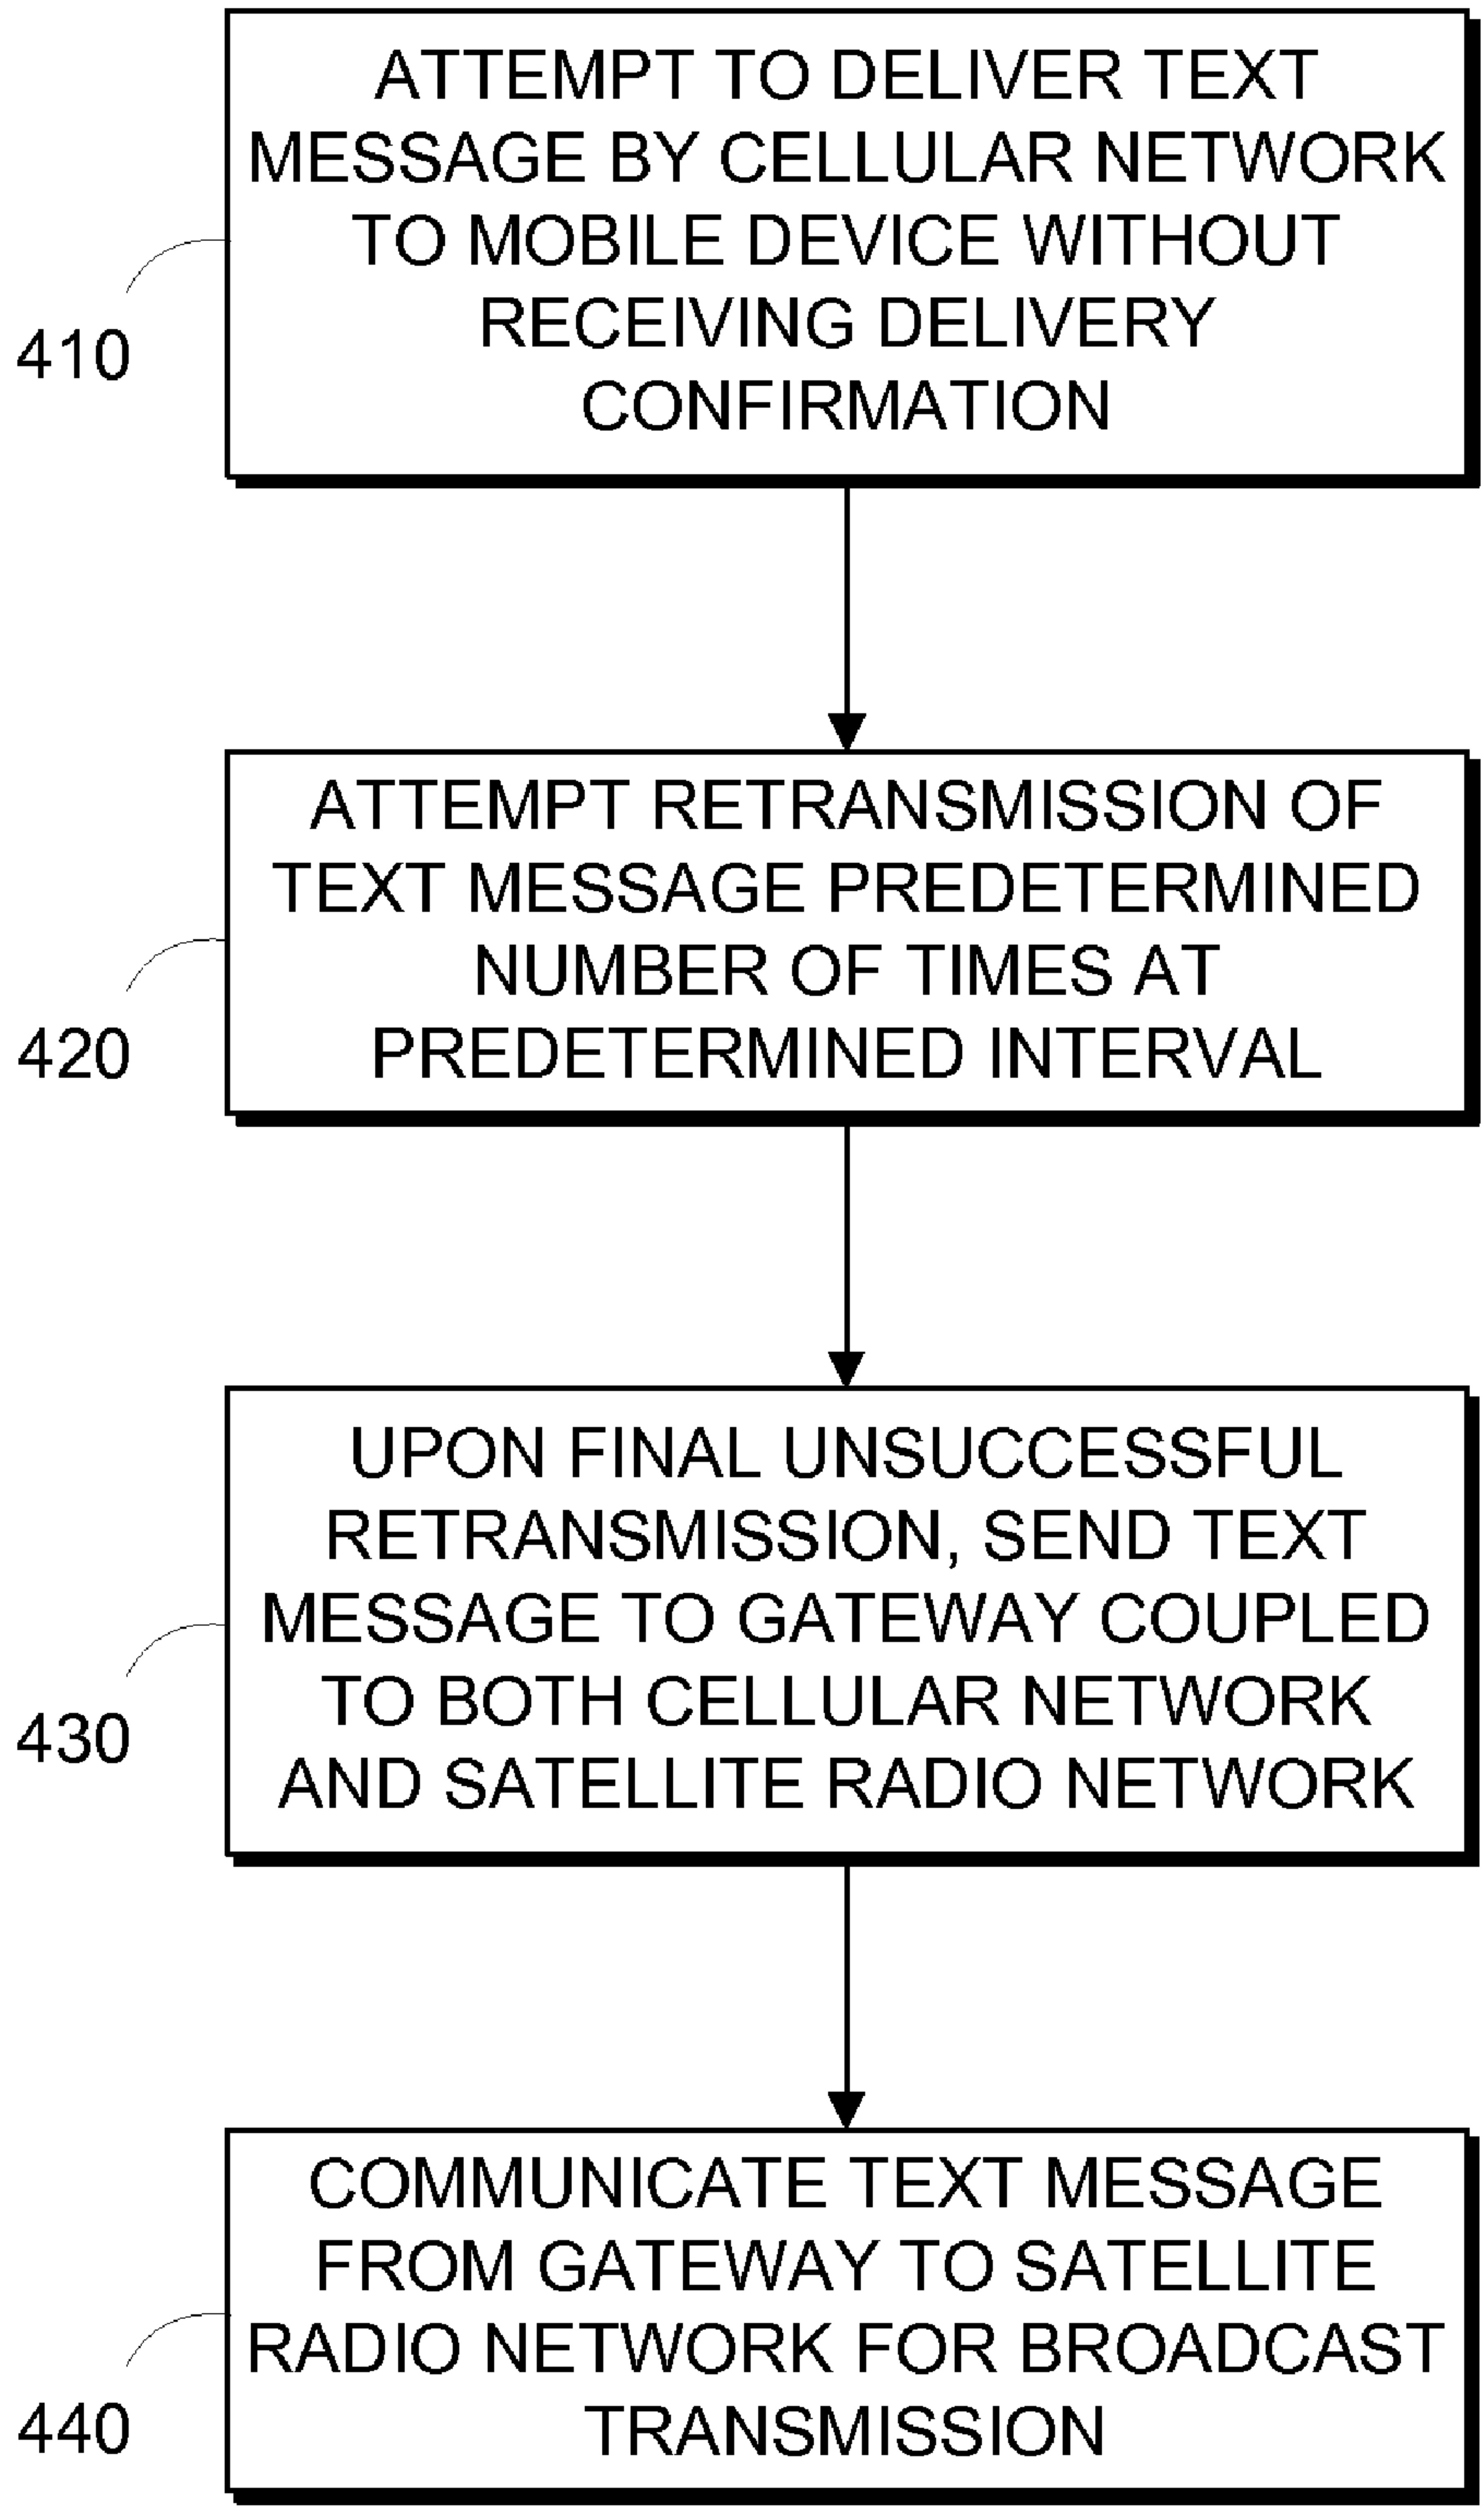 ATTEMPT TO DELIVER TEXT
MESSAGE BY CELLULAR NETWORK
TO MOBILE DEVICE WITHOUT
RECEIVING DELIVERY
CONFIRMATION
410
ATTEMPT RETRANSMISSION OF
TEXT MESSAGE PREDETERMINED
NUMBER OF TIMES AT
PREDETERMINED INTERVAL
420
UPON FINAL UNSUCCESSFUL
RETRANSMISSION, SEND TEXT
MESSAGE TO GATEWAY COUPLED
TO BOTH CELLULAR NETWORK
AND SATELLITE RADIO NETWORK
430
COMMUNICATE TEXT MESSAGE
FROM GATEWAY TO SATELLITE
RADIO NETWORK FOR BROADCAST
TRANSMISSION
440